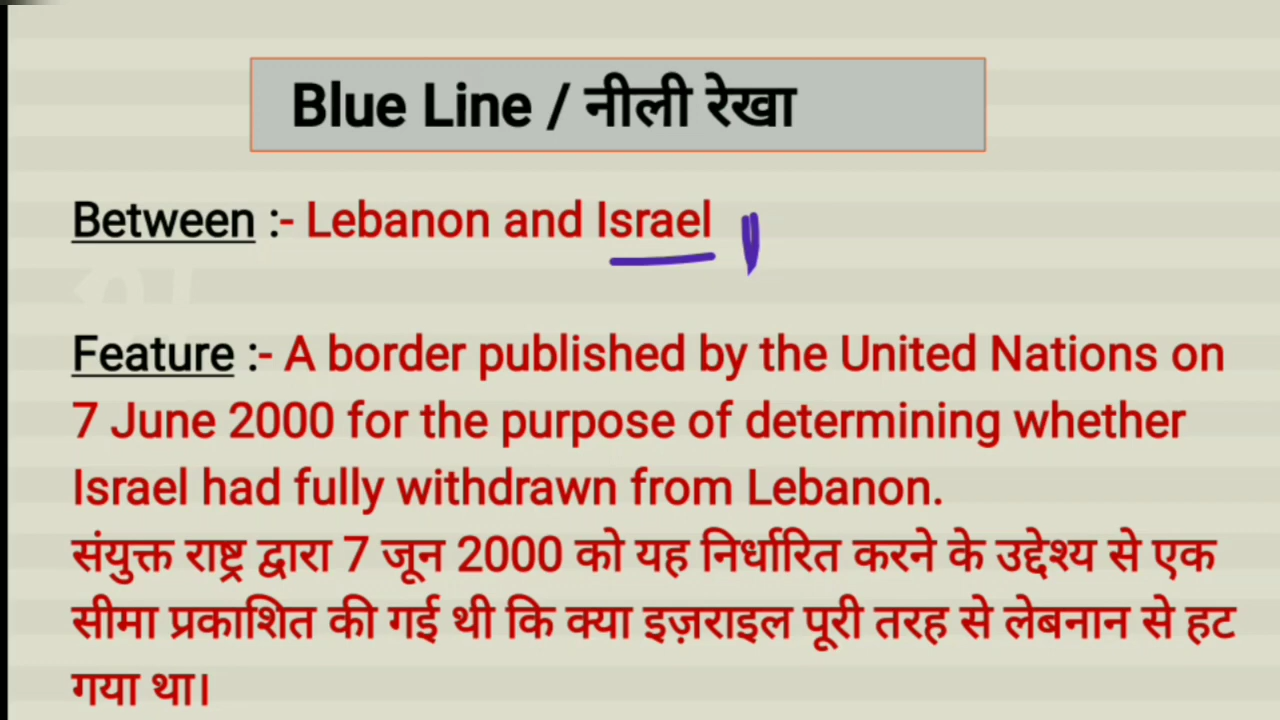 Blue Line / नीली रेखा
Between :- Lebanon and Israel
Feature :- A border published by the United Nations on
7 June 2000 for the purpose of determining whether
Israel had fully withdrawn from Lebanon.
संयुक्त राष्ट्र द्वारा 7 जून 2000 को यह निर्धारित करने के उद्देश्य से एक
सीमा प्रकाशित की गई थी कि क्या इज़राइल पूरी तरह से लेबनान से हट
गया था।